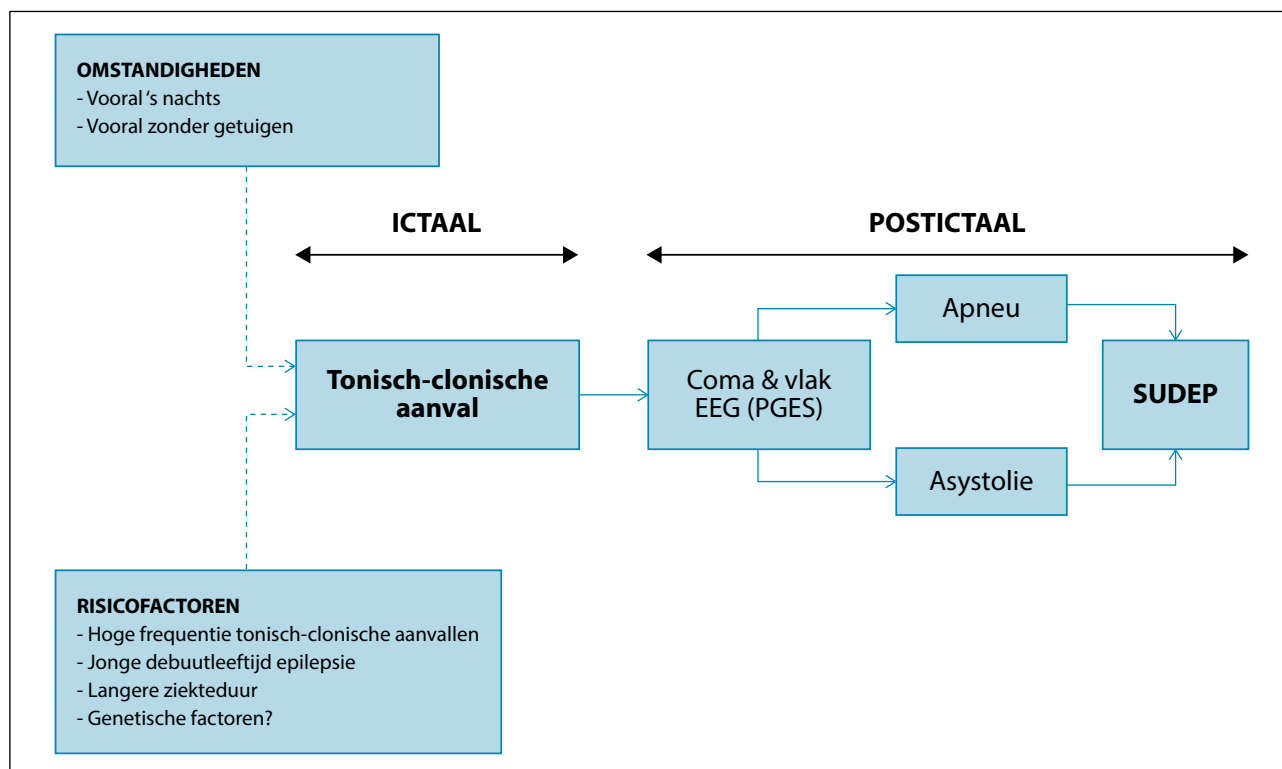 OMSTANDIGHEDEN
- Vooral 's nachts
- Vooral zonder getuigen
ICTAAL
POSTICTAAL
Tonisch-clonische
aanval
Coma & vlak
EEG (PGES)
Apneu
Asystolie
SUDEP
RISICOFACTOREN
- Hoge frequentie tonisch-clonische aanvallen
- Jonge debuutleeftijd epilepsie
- Langere ziekteduur
- Genetische factoren?